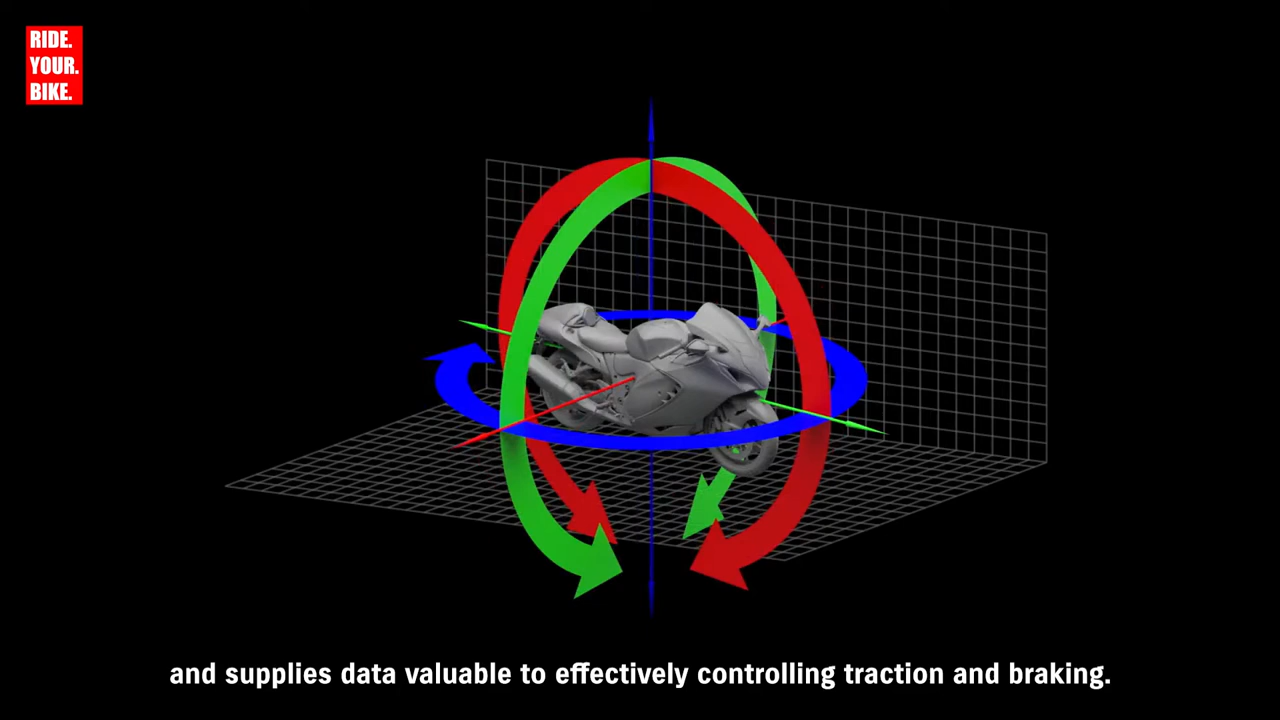 RIDE.
YOUR.
BIKE.
and supplies data valuable to effectively controlling traction and braking.